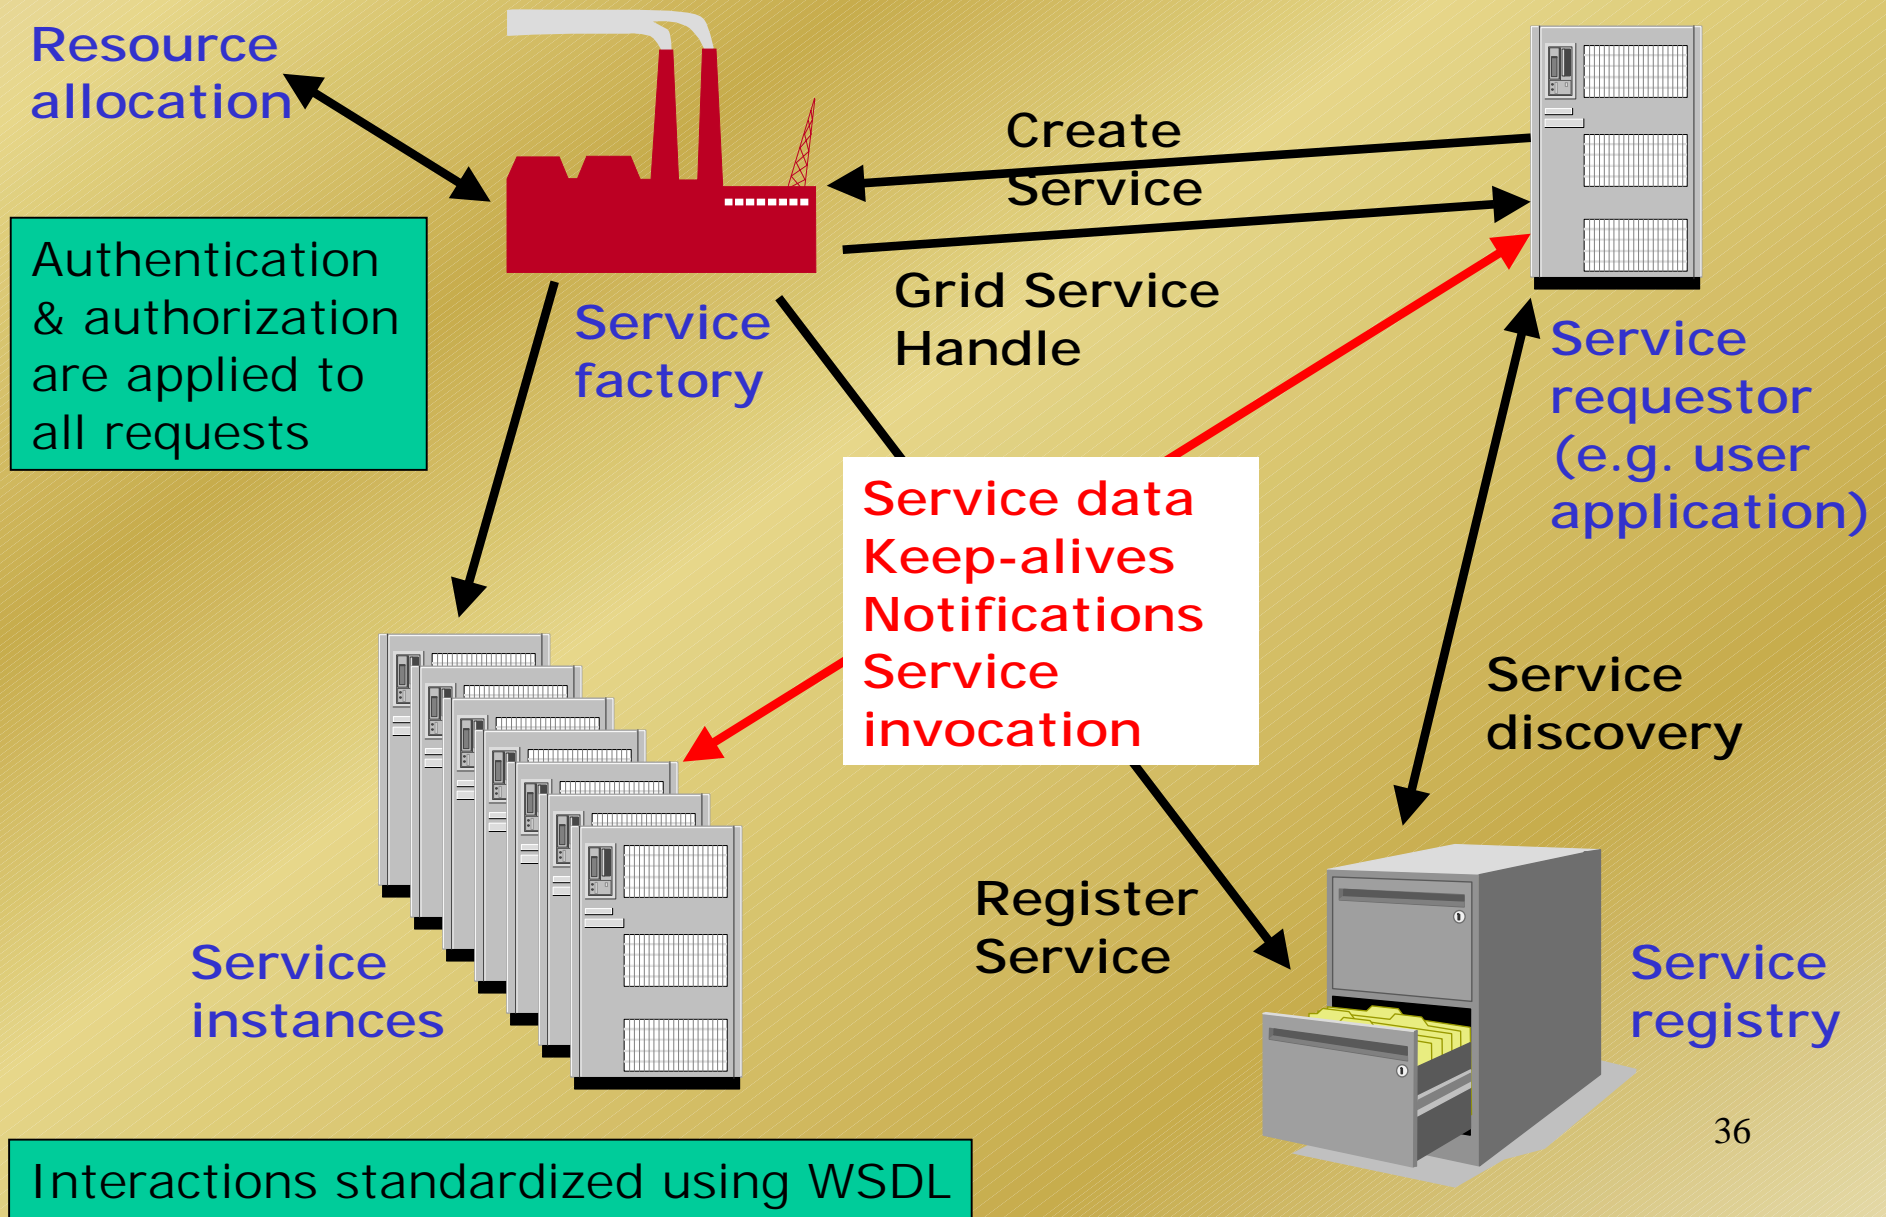 Resource
allocation
Create
Service
Authentication
& authorization
are applied to
all requests
Grid Service
Handle
Service
factory
Service
requestor
(e.g. user
application)
Service data
Keep-alives
Notifications
Service
invocation
Service
discovery
Register
Service
Service
instances
Service
registry
36
Interactions standardized using WSDL